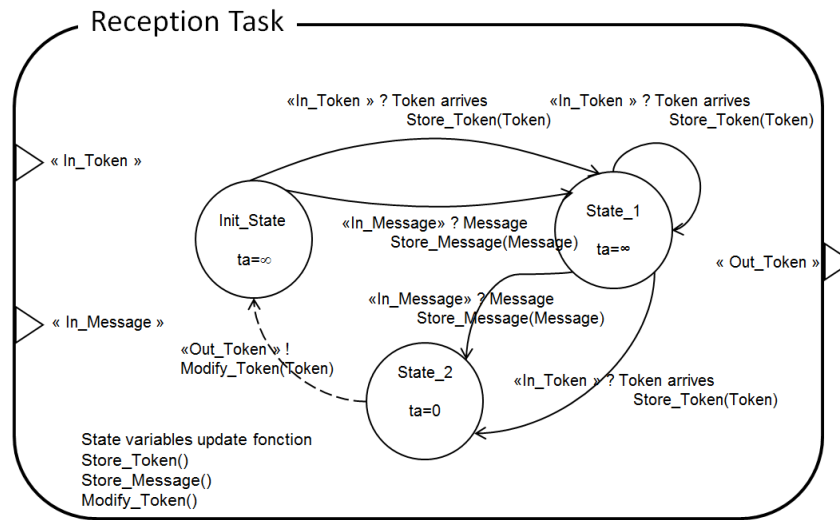 Reception Task
«In_Token » ? Token arrives
Store_Token(Token)
«In_Token » ? Token arrives
Store_Token(Token)
« In_Token »
Init_State
ta=∞
State_1
ta=∞
«In_Message» ? Message
Store_Message(Message)
« Out_Token »
« In_Message »
«In_Message» ? Message
Store_Message(Message)
«Out_Token » !
Modify_Token(Token)
State_2
ta=0
«In_Token » ? Token arrives
Store_Token(Token)
State variables update fonction
Store_Token()
Store_Message()
Modify_Token()